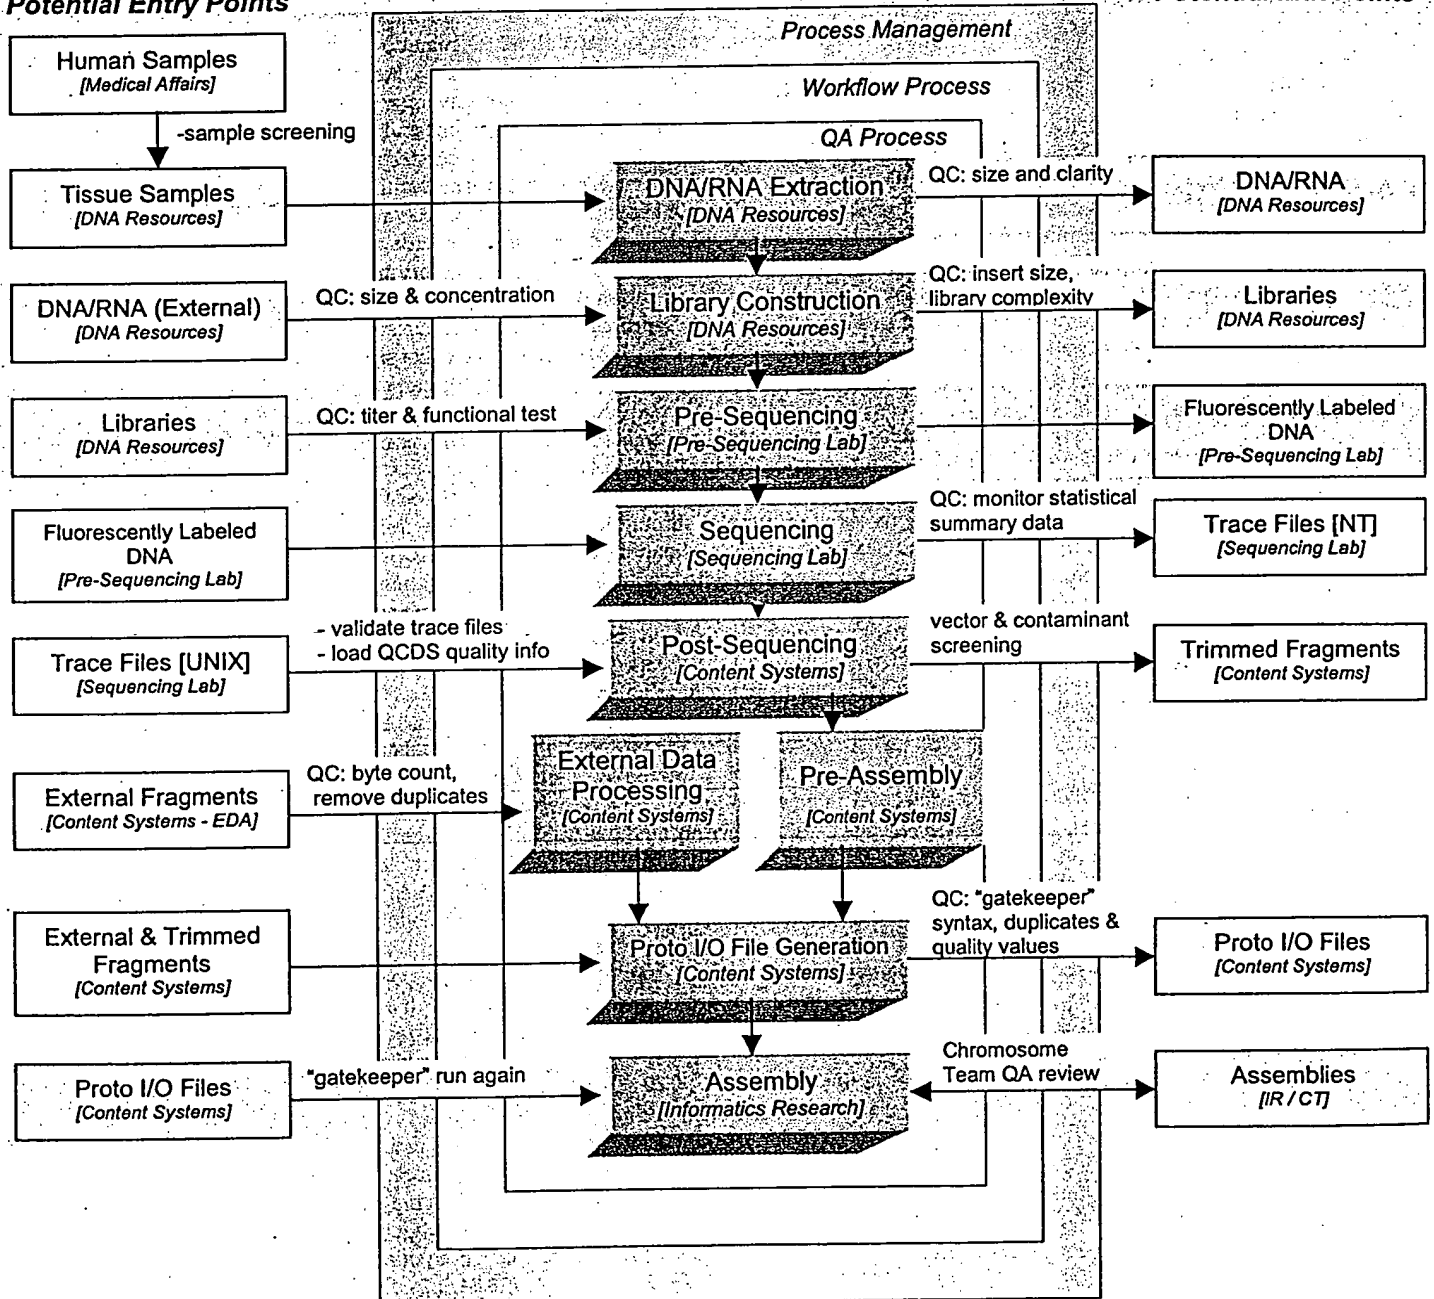 Potential Entry Points
Process Management
Workflow Process
QA Process
Human Samples
[Medical Affairs]
-sample screening
Tissue Samples
[DNA Resources]
DNA/RNA Extraction
[DNA Resources]
QC: size and clarity
DNA/RNA
[DNA Resources]
DNA/RNA (External)
[DNA Resources]
QC: size & concentration
Library Construction
[DNA Resources]
QC: insert size,
library complexity
Libraries
[DNA Resources]
Libraries
[DNA Resources]
QC: titer & functional test
Pre-Sequencing
[Pre-Sequencing Lab]
Fluorescently Labeled
DNA
[Pre-Sequencing Lab]
Fluorescently Labeled
DNA
[Pre-Sequencing Lab]
Sequencing
[Sequencing Lab]
QC: monitor statistical
summary data
Trace Files [NT]
[Sequencing Lab]
Trace Files [UNIX]
[Sequencing Lab]
- validate trace files
- load QCDS quality info
Post-Sequencing
[Content Systems]
vector & contaminant
screening
Trimmed Fragments
[Content Systems]
External Fragments
[Content Systems - EDA]
QC: byte count,
remove duplicates
External Data
Processing
[Content Systems]
Pre-Assembly
[Content Systems]
External & Trimmed
Fragments
[Content Systems]
Proto I/O File Generation
[Content Systems]
QC: "gatekeeper"
syntax, duplicates &
quality values
Proto I/O Files
[Content Systems]
Proto I/O Files
[Content Systems]
"gatekeeper" run again
Assembly
[Informatics Research]
Chromosome
Team QA review
Assemblies
[IR / CT]